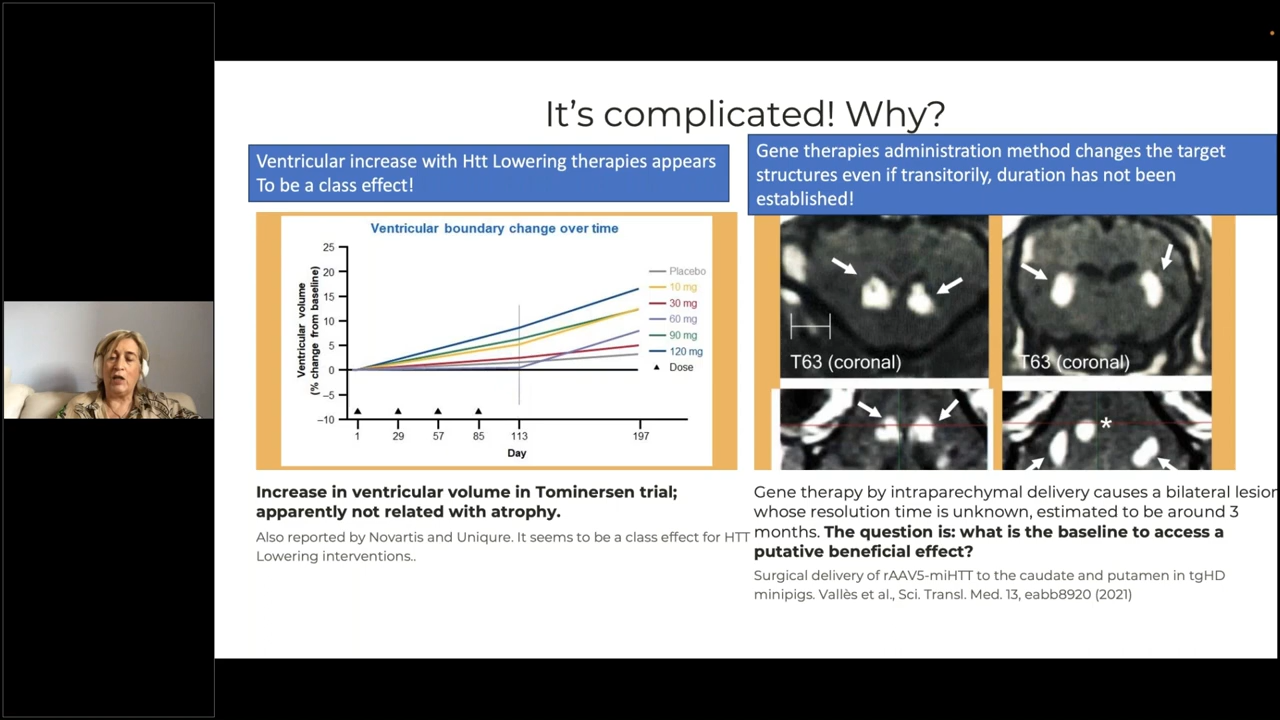 It's complicated! Why?
Ventricular increase with Htt Lowering therapies appears
To be a class effect!
Ventricular boundary change over time
Ventricular volume
(% change from baseline)
25
20
15
10
5
0
−5
−10
1
29
57
85
113
197
Day
Placebo
10 mg
30 mg
60 mg
90 mg
120 mg
Dose
Increase in ventricular volume in Tominersen trial;
apparently not related with atrophy.
Also reported by Novartis and Uniqure. It seems to be a class effect for HTT
Lowering interventions..
Gene therapies administration method changes the target
structures even if transitorily, duration has not been
established!
T63 (coronal)
T63 (coronal)
*
Gene therapy by intraparechymal delivery causes a bilateral lesion
whose resolution time is unknown, estimated to be around 3
months. The question is: what is the baseline to access a
putative beneficial effect?
Surgical delivery of rAAV5-miHTT to the caudate and putamen in tgHD
minipigs. Vallès et al., Sci. Transl. Med. 13, eabb8920 (2021)